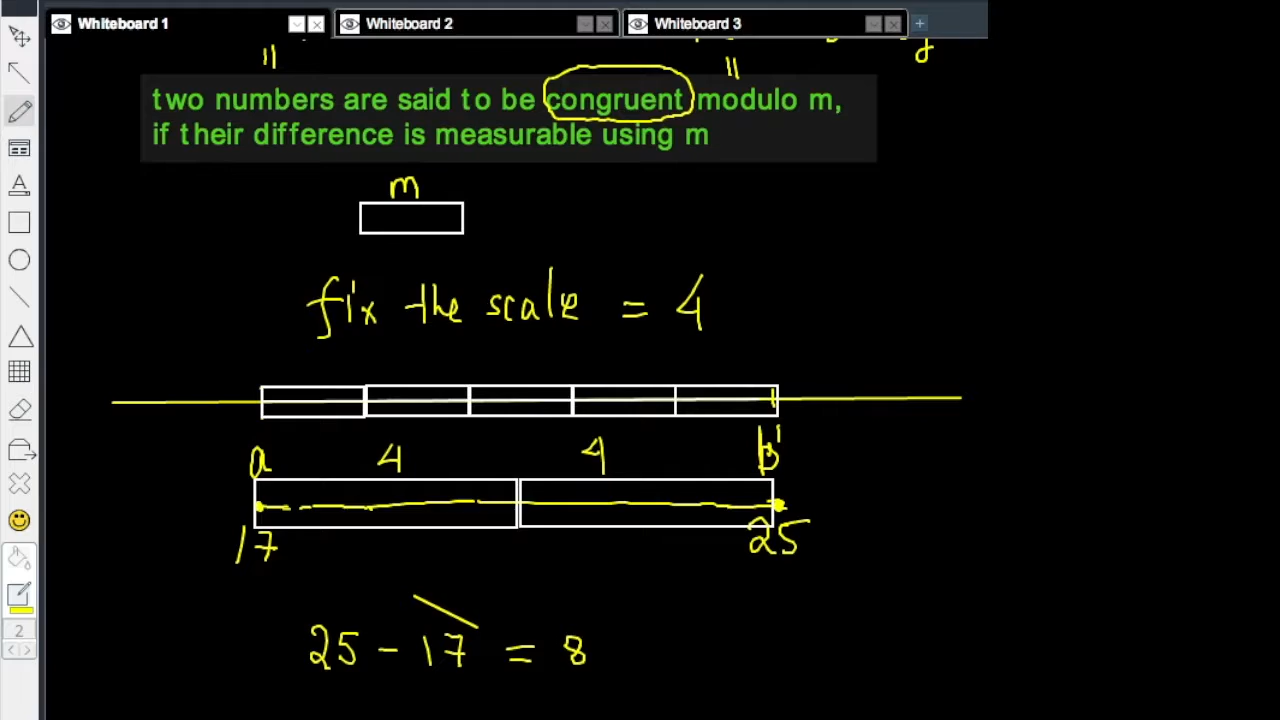 Whiteboard 1 Whiteboard 2 Whiteboard 3
two numbers are said to be congruent modulo m,
if their difference is measurable using m
m
fix the scale = 4
a 4 4 b
17 25
25 - 17 = 8
2